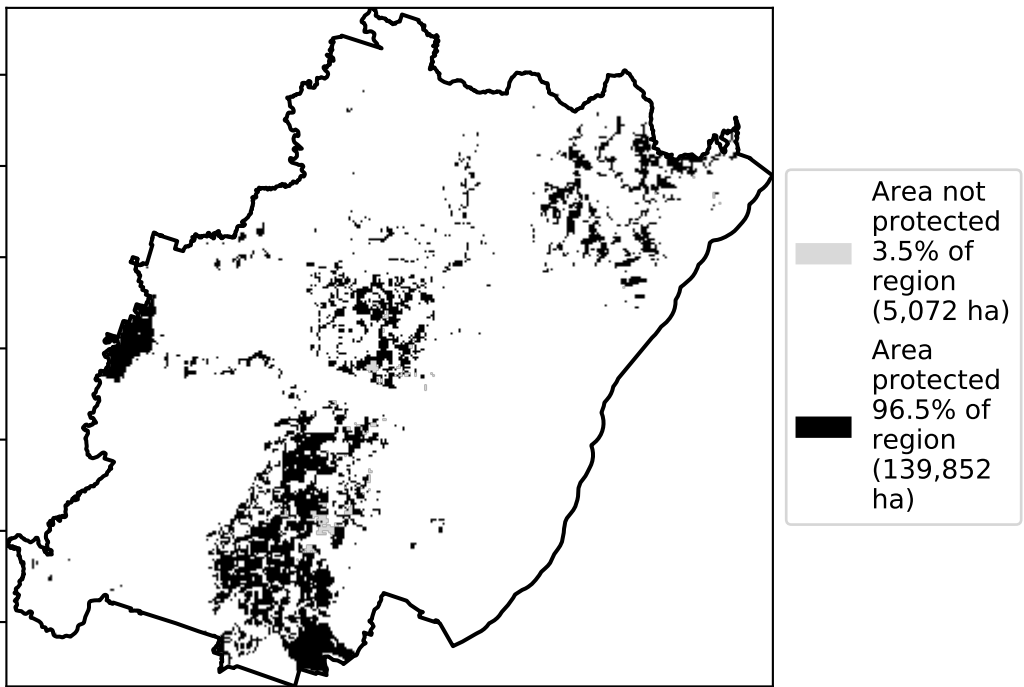 Area not
protected
3.5% of
region
(5,072 ha)
Area
protected
96.5% of
region
(139,852
ha)